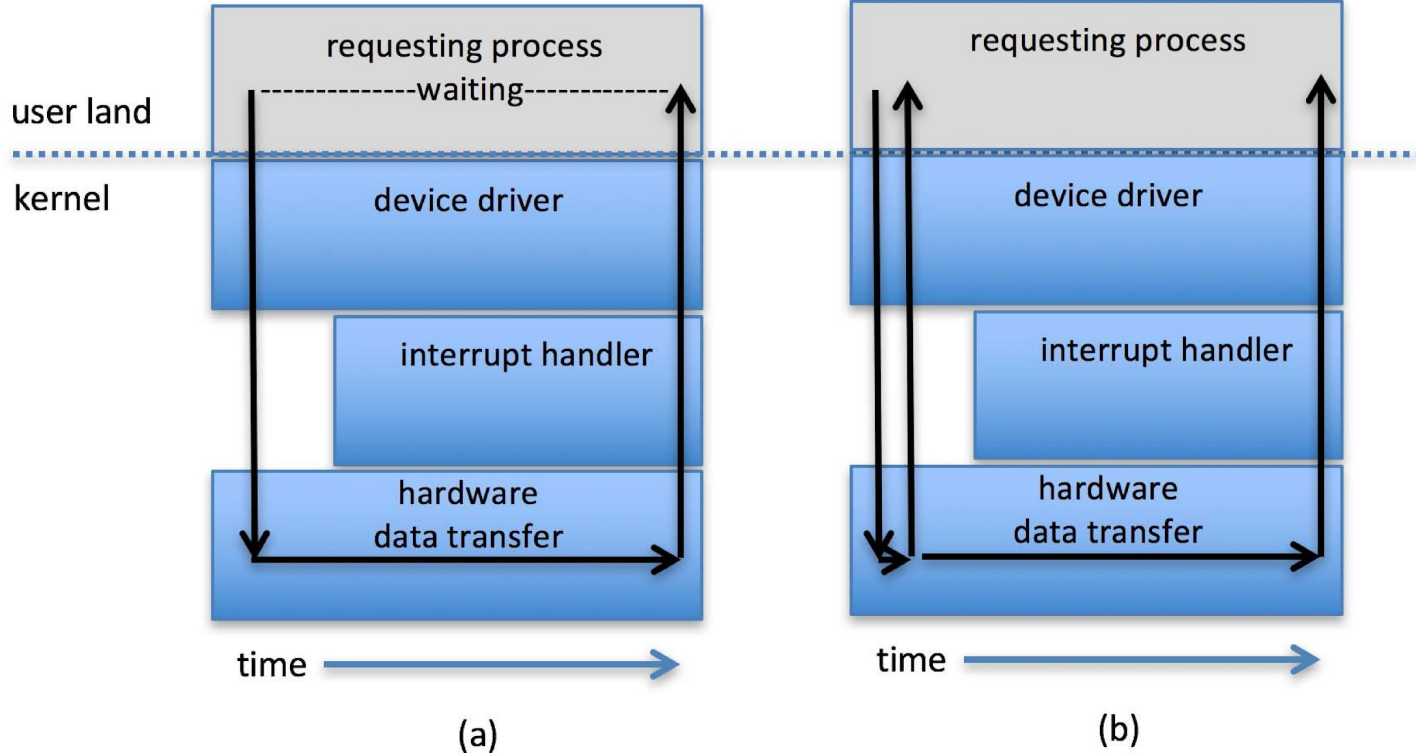 requesting process
-------------waiting-------------
user land
kernel
device driver
interrupt handler
hardware
data transfer
time
(a)
requesting process
device driver
interrupt handler
hardware
data transfer
time
(b)